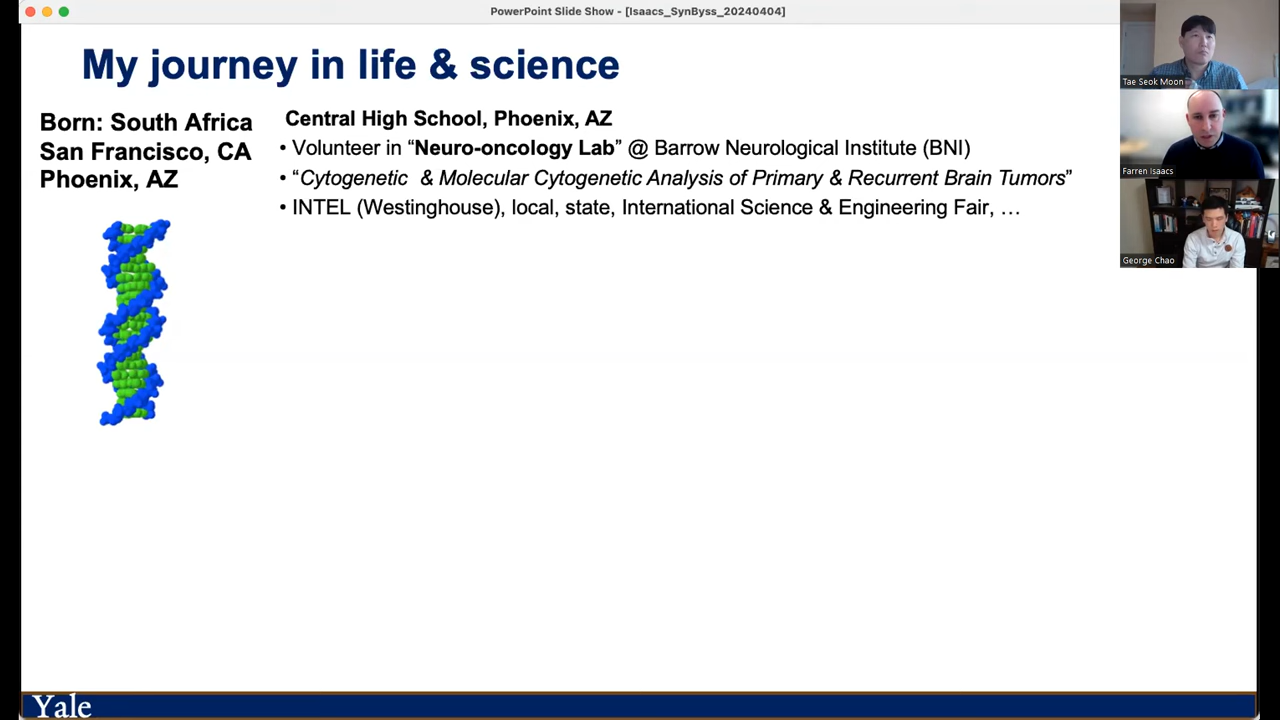 PowerPoint Slide Show - [Isaacs_SynByss_20240404]
My journey in life & science
Born: South Africa
San Francisco, CA
Phoenix, AZ
Central High School, Phoenix, AZ
• Volunteer in “Neuro-oncology Lab” @ Barrow Neurological Institute (BNI)
• “Cytogenetic & Molecular Cytogenetic Analysis of Primary & Recurrent Brain Tumors”
• INTEL (Westinghouse), local, state, International Science & Engineering Fair, …
Tae Seok Moon
Farren Isaacs
George Chao
Yale